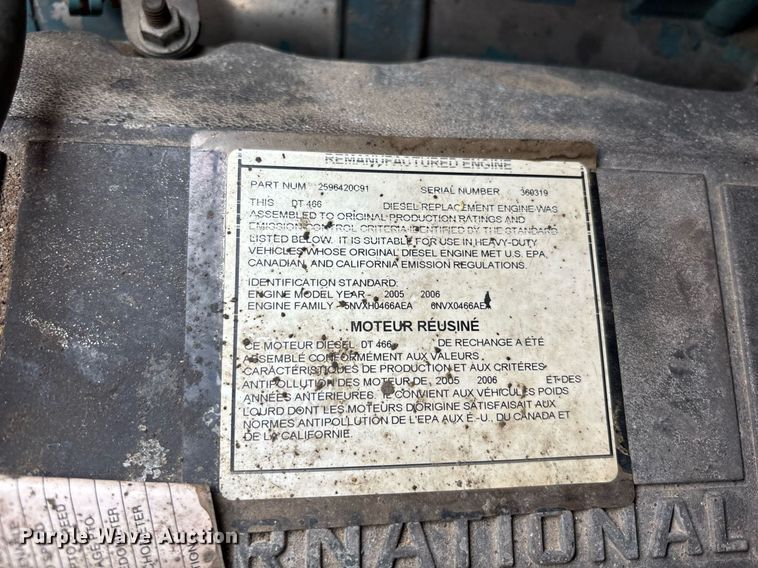 REMANUFACTURED ENGINE
PART NUM 2596420C91 SERIAL NUMBER 360319
THIS DT 466 DIESEL REPLACEMENT ENGINE WAS
ASSEMBLED TO ORIGINAL PRODUCTION RATINGS AND
EMISSION CONTROL CRITERIA IDENTIFIED BY THE STANDARD
LISTED BELOW. IT IS SUITABLE FOR USE IN HEAVY-DUTY
VEHICLES WHOSE ORIGINAL DIESEL ENGINE MET U.S. EPA,
CANADIAN, AND CALIFORNIA EMISSION REGULATIONS.
IDENTIFICATION STANDARD:
ENGINE MODEL YEAR - 2005 2006
ENGINE FAMILY - 5NVXH0466AEA 6NVX0466AEA
MOTEUR RÉUSINÉ
CE MOTEUR DIESEL DT 466 DE RECHANGE A ÉTÉ
ASSEMBLÉ CONFORMÉMENT AUX VALEURS
CARACTÉRISTIQUES DE PRODUCTION ET AUX CRITÈRES
ANTIPOLLUTION DES MOTEUR DE, 2005 2006 ET DES
ANNÉES ANTÉRIEURES. IL CONVIENT AUX VÉHICULES POIDS
LOURD DONT LES MOTEURS D'ORIGINE SATISFAISAIT AUX
NORMES ANTIPOLLUTION DE L'EPA AUX É.-U., DU CANADA ET
DE LA CALIFORNIE.
RNATIONAL
Purple Wave Auction